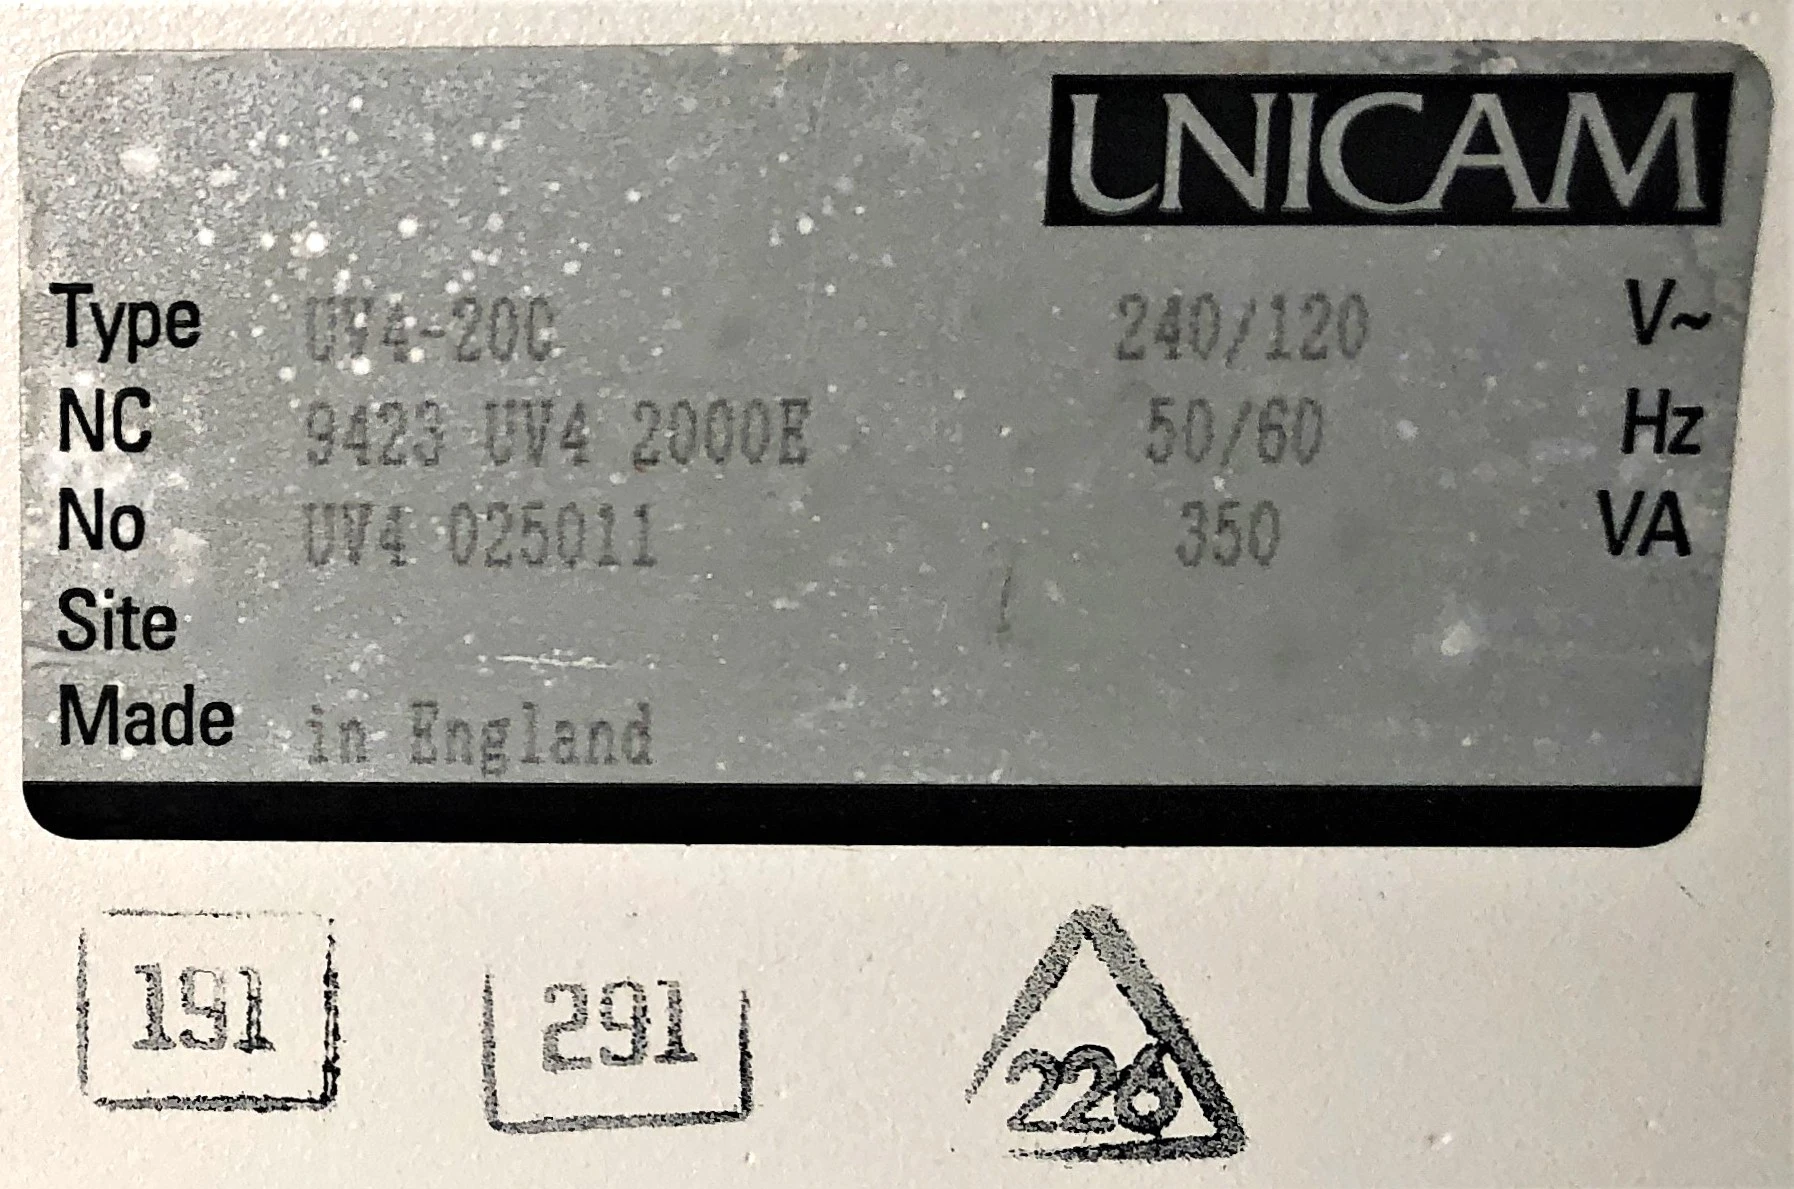 UNICAM
Type UV4-200 240/120 V~
NC 9423 UV4 2000E 50/60 Hz
No UV4 025011 350 VA
Site
Made in England
191 291 226